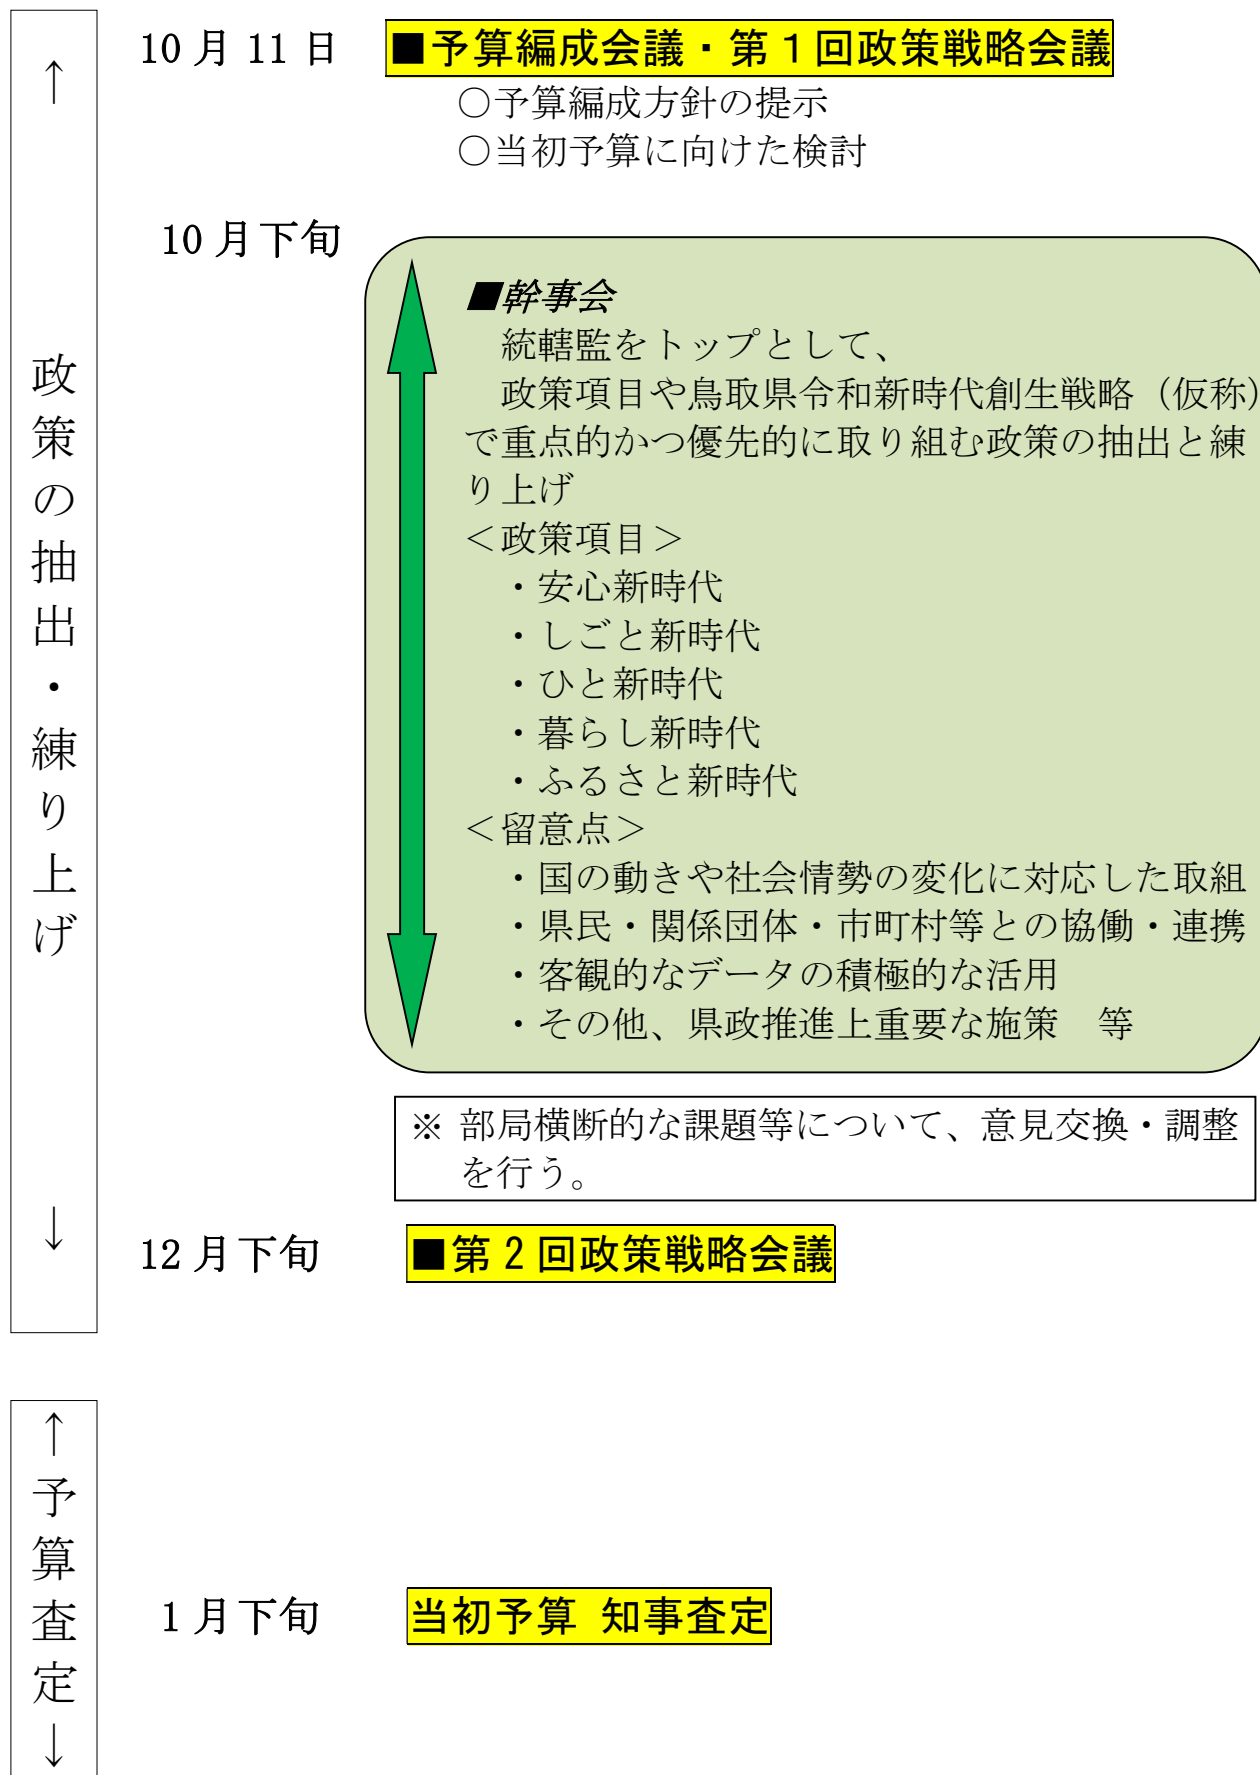 ↑
政策の抽出・練り上げ
↓
10月11日 ■予算編成会議・第1回政策戦略会議
○予算編成方針の提示
○当初予算に向けた検討
10月下旬
■幹事会
統轄監をトップとして、
政策項目や鳥取県令和新時代創生戦略（仮称）
で重点的かつ優先的に取り組む政策の抽出と練
り上げ
＜政策項目＞
・安心新時代
・しごと新時代
・ひと新時代
・暮らし新時代
・ふるさと新時代
＜留意点＞
・国の動きや社会情勢の変化に対応した取組
・県民・関係団体・市町村等との協働・連携
・客観的なデータの積極的な活用
・その他、県政推進上重要な施策　等
※ 部局横断的な課題等について、意見交換・調整
を行う。
12月下旬 ■第2回政策戦略会議
↑予算査定↓
1月下旬 当初予算 知事査定